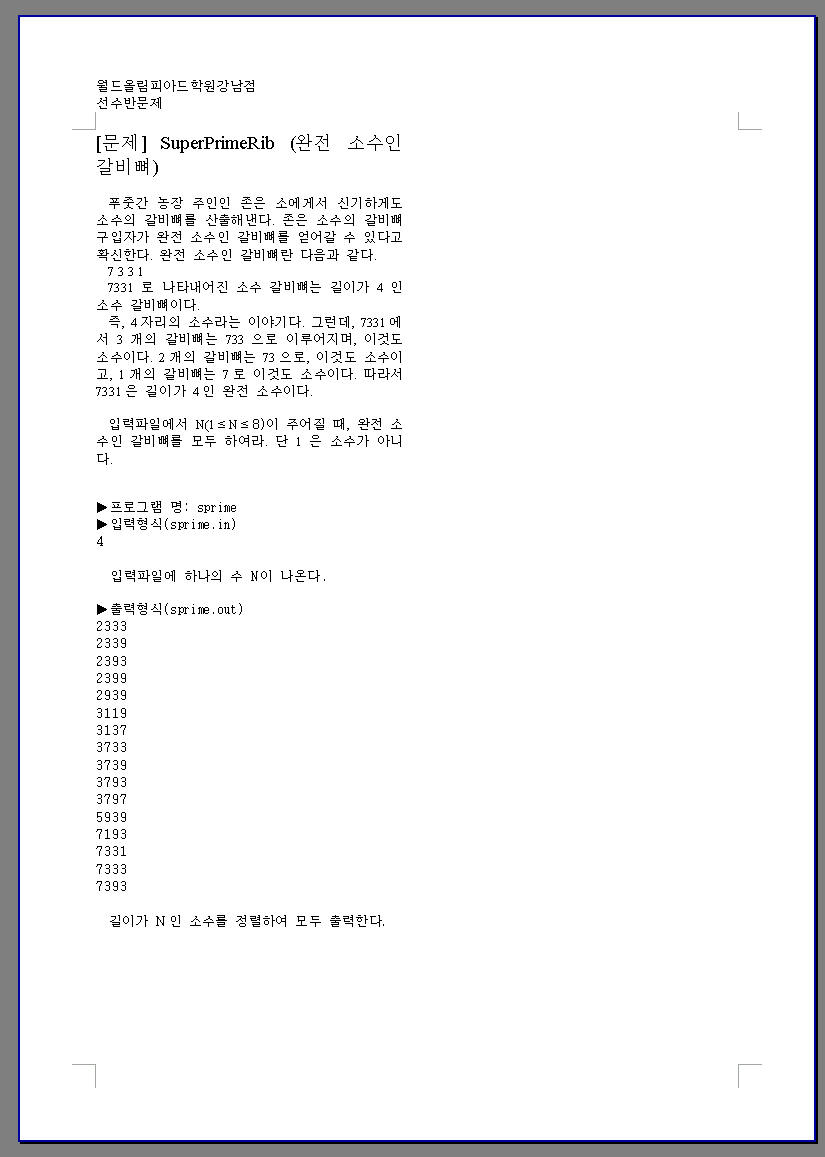 월드올림피아드학원강남점
선수반문제
[문제] SuperPrimeRib (완전 소수인
갈비뼈)
푸줏간 농장 주인인 존은 소에게서 신기하게도
소수의 갈비뼈를 산출해낸다. 존은 소수의 갈비뼈
구입자가 완전 소수인 갈비뼈를 얻어갈 수 있다고
확신한다. 완전 소수인 갈비뼈란 다음과 같다.
7 3 3 1
7331 로 나타내어진 소수 갈비뼈는 길이가 4 인
소수 갈비뼈이다.
즉, 4자리의 소수라는 이야기다. 그런데, 7331에
서 3 개의 갈비뼈는 733 으로 이루어지며, 이것도
소수이다. 2개의 갈비뼈는 73으로, 이것도 소수이
고, 1개의 갈비뼈는 7로 이것도 소수이다. 따라서
7331은 길이가 4인 완전 소수이다.
입력파일에서 N(1≤N≤8)이 주어질 때, 완전 소
수인 갈비뼈를 모두 하여라. 단 1 은 소수가 아니
다.
▶프로그램 명: sprime
▶입력형식(sprime.in)
4
입력파일에 하나의 수 N이 나온다.
▶출력형식(sprime.out)
2333
2339
2393
2399
2939
3119
3137
3733
3739
3793
3797
5939
7193
7331
7333
7393
길이가 N인 소수를 정렬하여 모두 출력한다.